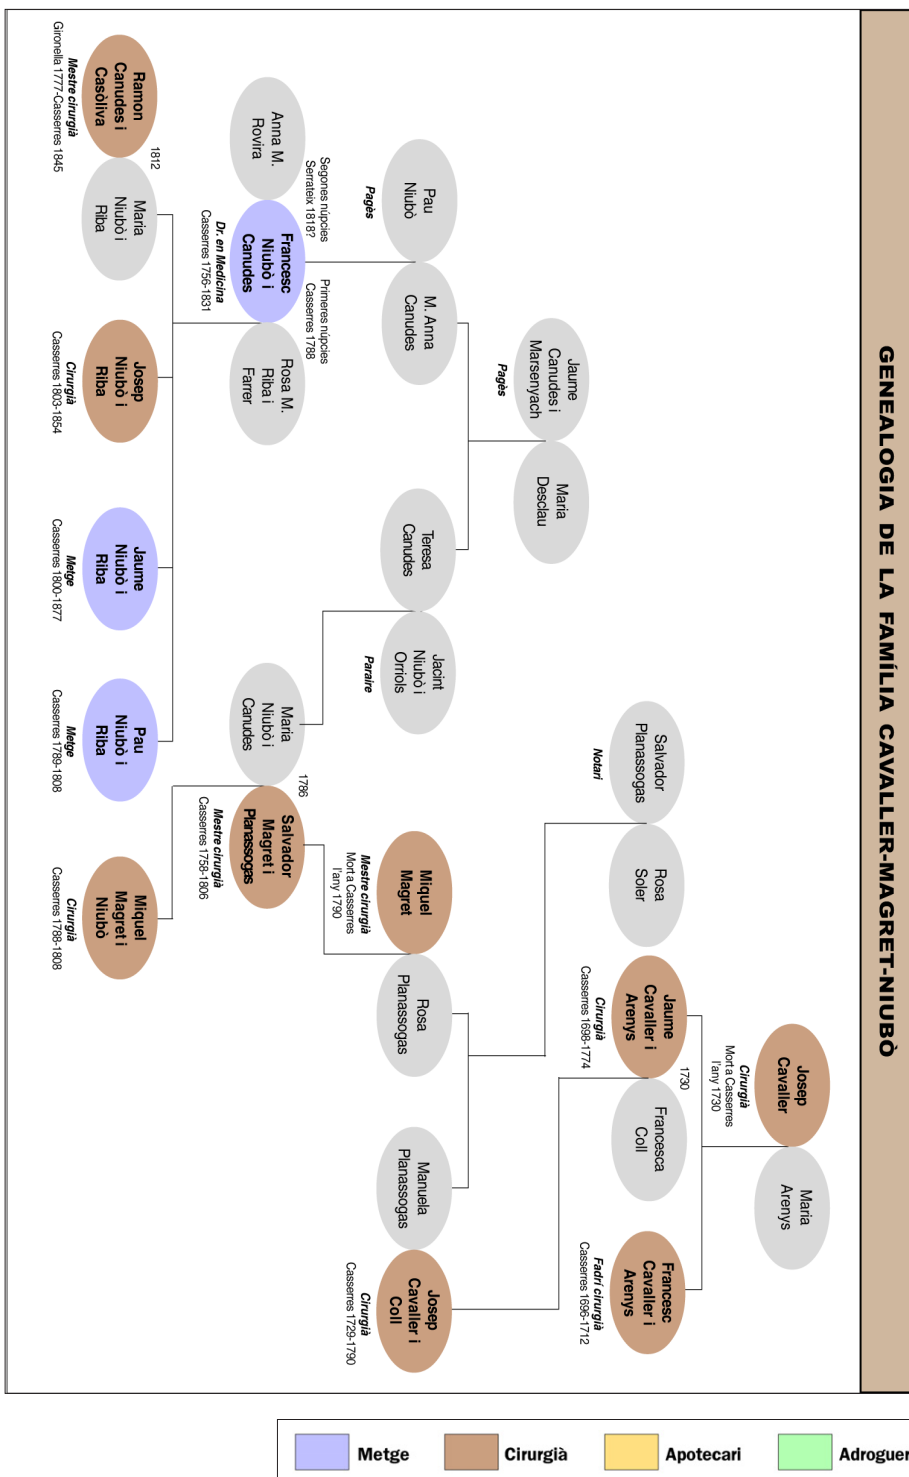 GENEALOGIA DE LA FAMÍLIA CAVALLER-MAGRET-NIUBÒ
Josep
Cavaller
Cirurgià
Mort a Casserres
l'any 1730
Maria
Arenys
Salvador
Planassogas
Notari
Rosa
Soler
Jaume
Cavaller i
Arenys
Cirurgià
Casserres 1698-1774
1730
Francesca
Coll
Francesc
Cavaller i
Arenys
Fadrí cirurgià
Casserres 1696-1712
Jaume
Canudes i
Marsenyach
Pagès
Maria
Desclau
Pau
Niubò
Pagès
M. Anna
Canudes
Teresa
Canudes
Jacint
Niubò i
Orriols
Paraire
Miquel
Magret
Mestre cirurgià
Mort a Casserres
l'any 1790
Rosa
Planassogas
Manuela
Planassogas
Josep
Cavaller i
Coll
Cirurgià
Casserres 1729-1790
Anna M.
Rovira
Segones núpcies
Serrateix 1818?
Francesc
Niubò i
Canudes
Dr. en Medicina
Casserres 1756-1831
Primeres núpcies
Casserres 1788
Rosa M.
Riba i
Farrer
Maria
Niubò i
Canudes
1786
Salvador
Magret i
Planassogas
Mestre cirurgià
Casserres 1758-1806
Ramon
Canudes i
Casòliva
Mestre cirurgià
Gironella 1777-Casserres 1845
1812
Maria
Niubò i
Riba
Josep
Niubò i
Riba
Cirurgià
Casserres 1803-1854
Jaume
Niubò i
Riba
Metge
Casserres 1800-1877
Pau
Niubò i
Riba
Metge
Casserres 1789-1808
Miquel
Magret i
Niubò
Cirurgià
Casserres 1788-1808
Metge
Cirurgià
Apotecari
Adroguer